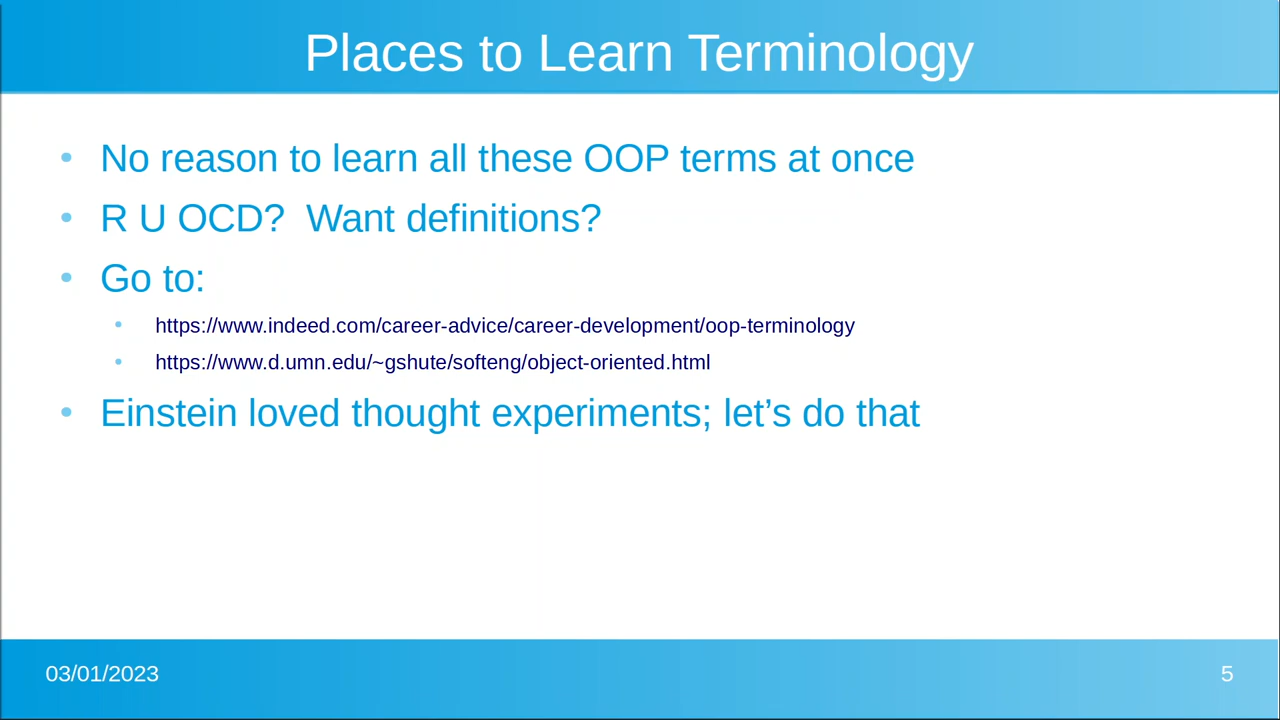 Places to Learn Terminology
• No reason to learn all these OOP terms at once
• R U OCD?  Want definitions?
• Go to:
• https://www.indeed.com/career-advice/career-development/oop-terminology
• https://www.d.umn.edu/~gshute/softeng/object-oriented.html
• Einstein loved thought experiments; let’s do that
03/01/2023
5